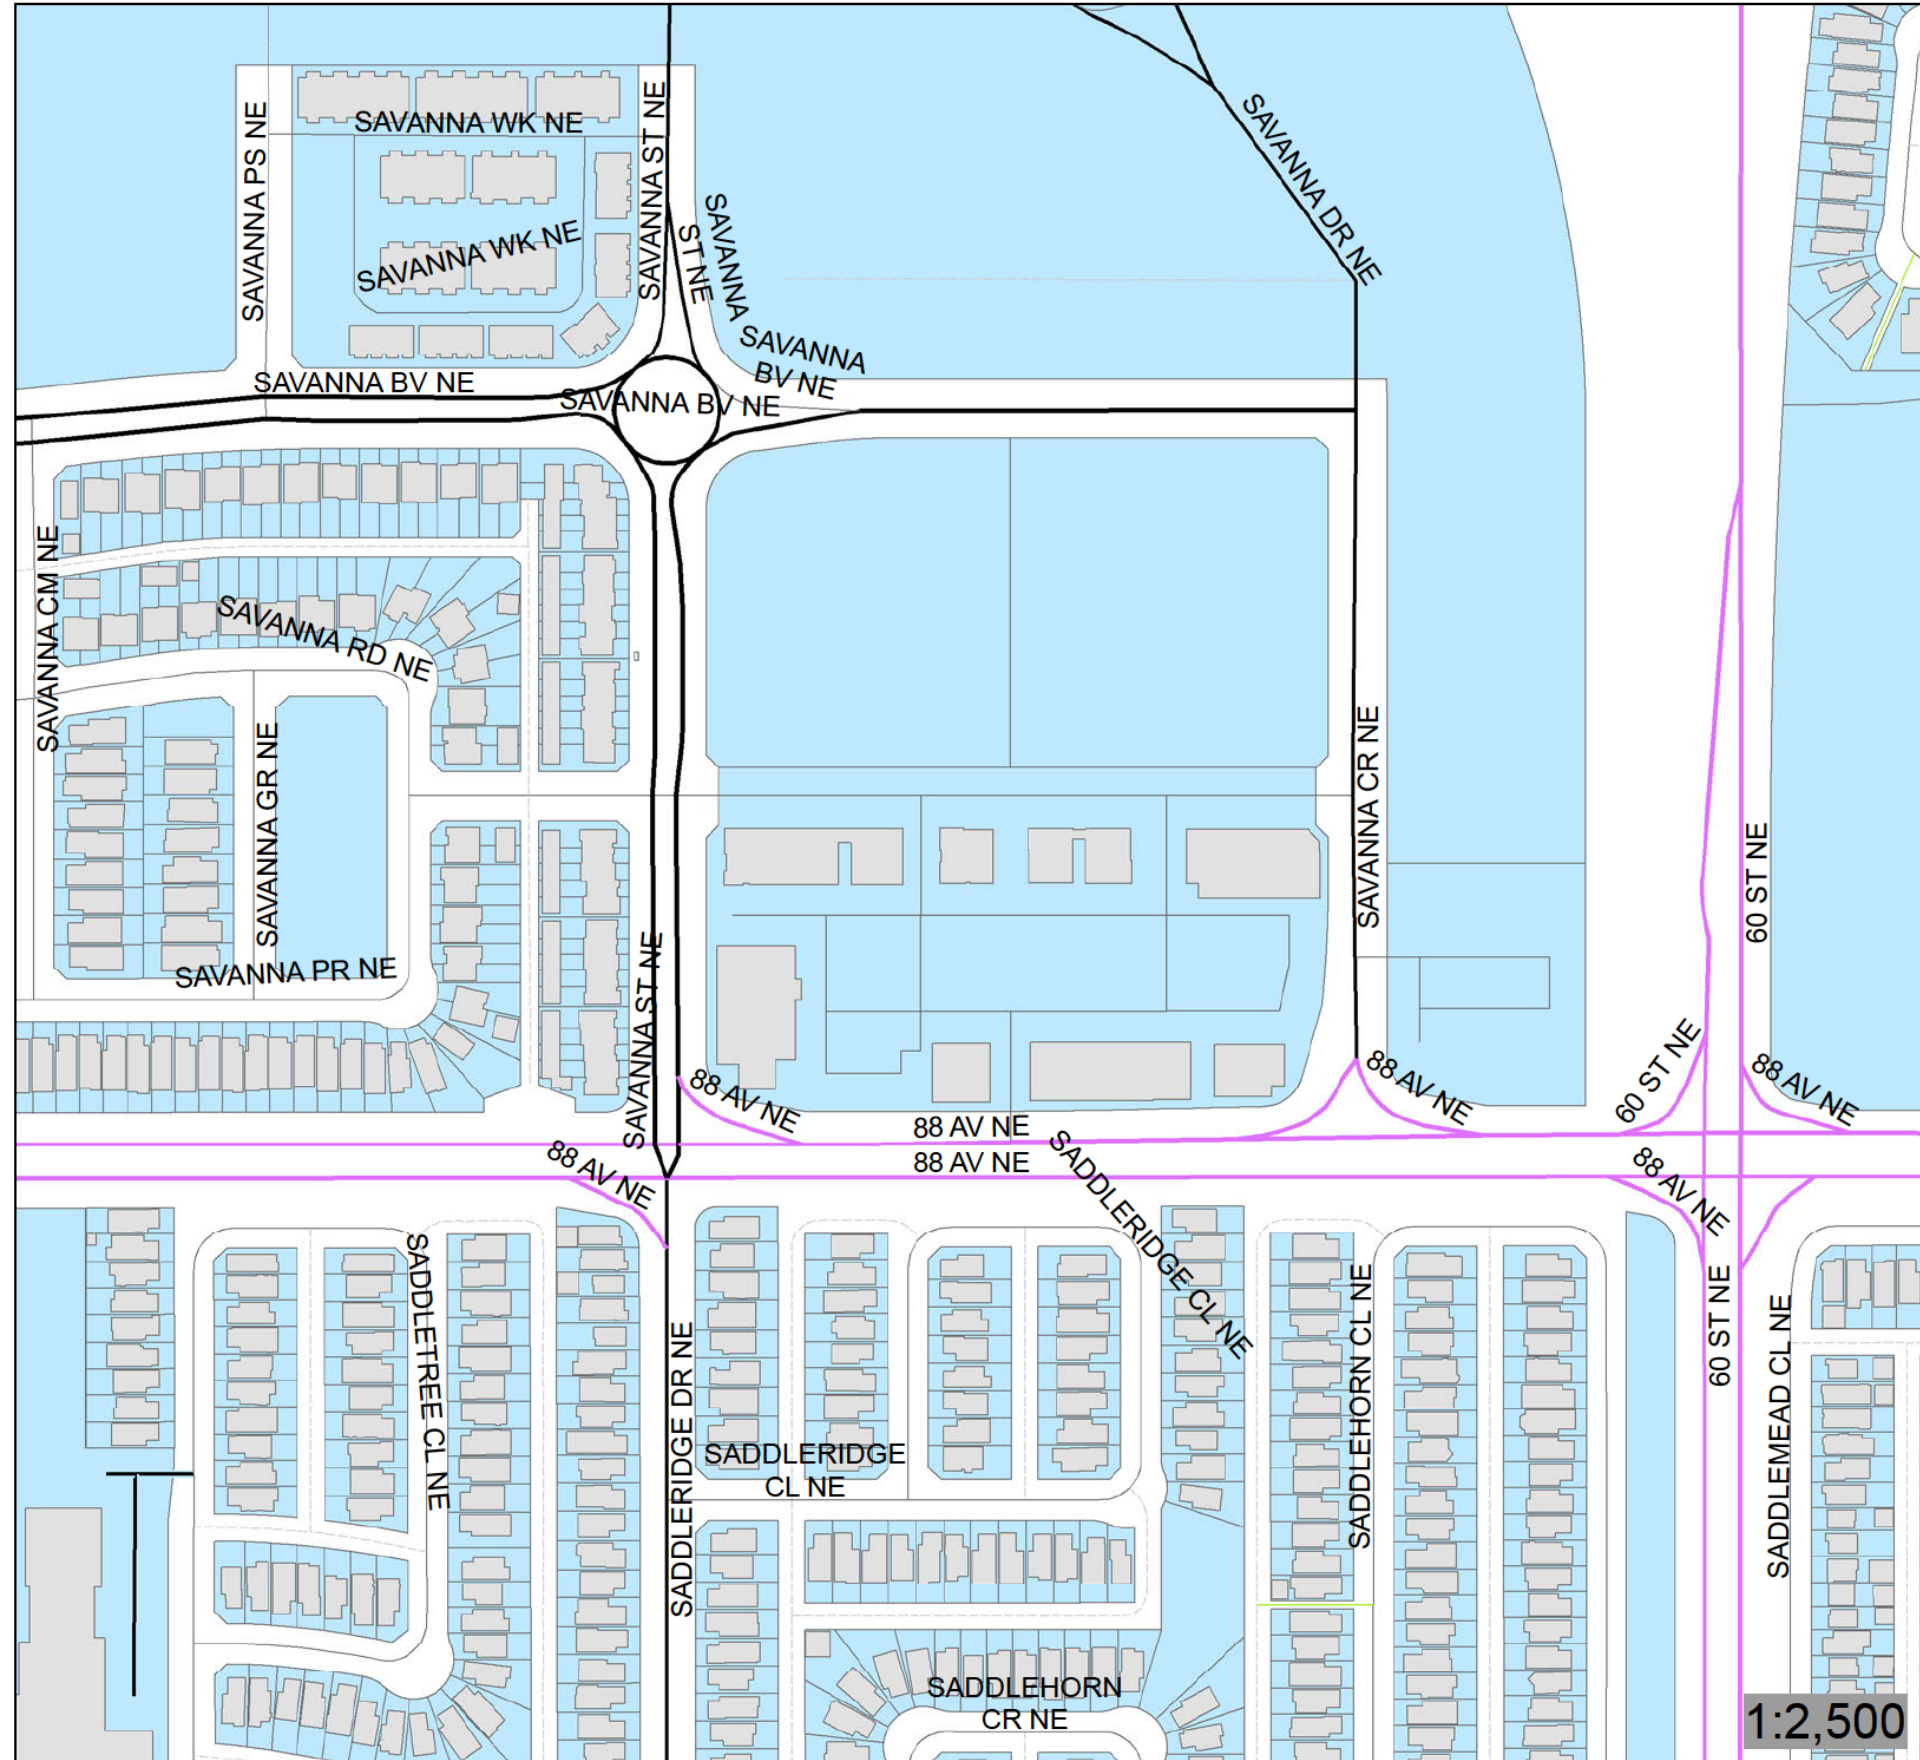 SAVANNA WK NE
SAVANNA PS NE
SAVANNA ST NE
SAVANNA DR NE
SAVANNA WK NE
SAVANNA
ST NE
SAVANNA
BV NE
SAVANNA BV NE
SAVANNA BV NE
SAVANNA CM NE
SAVANNA RD NE
SAVANNA GR NE
SAVANNA CR NE
60 ST NE
SAVANNA PR NE
SAVANNA ST NE
88 AV NE
88 AV NE
88 AV NE
60 ST NE
88 AV NE
88 AV NE
88 AV NE
88 AV NE
SADDLERIDGE CL NE
SADDLETREE CL NE
SADDLERIDGE DR NE
SADDLERIDGE
CL NE
SADDLEHORN CL NE
60 ST NE
SADDLEMEAD CL NE
SADDLEHORN
CR NE
1:2,500